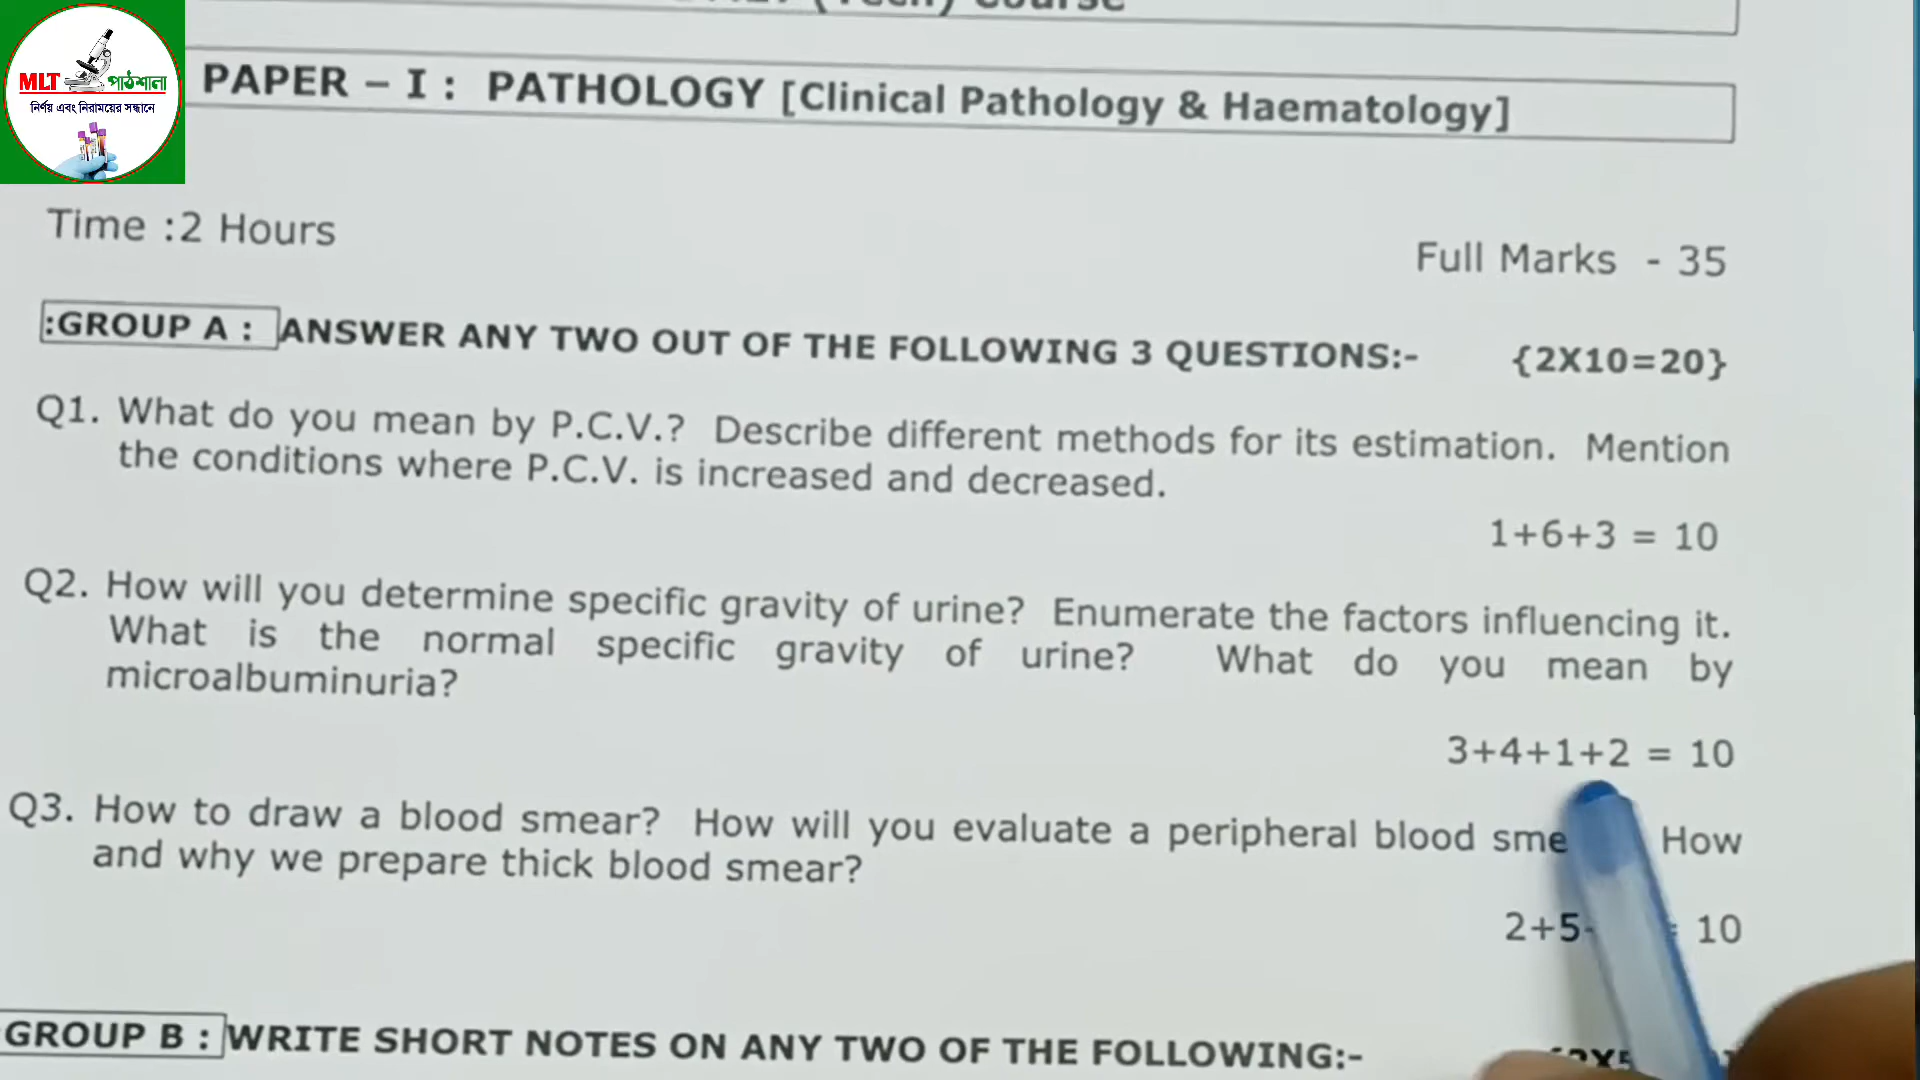 (Tech) Course
MLT পাঠশালা
নির্ণয় এবং নিরাময়ের সন্ধানে
PAPER – I : PATHOLOGY [Clinical Pathology & Haematology]
Time :2 Hours
Full Marks - 35
:GROUP A : ANSWER ANY TWO OUT OF THE FOLLOWING 3 QUESTIONS:- {2X10=20}
Q1. What do you mean by P.C.V.? Describe different methods for its estimation. Mention
the conditions where P.C.V. is increased and decreased.
1+6+3 = 10
Q2. How will you determine specific gravity of urine? Enumerate the factors influencing it.
What is the normal specific gravity of urine? What do you mean by
microalbuminuria?
3+4+1+2 = 10
Q3. How to draw a blood smear? How will you evaluate a peripheral blood sme How
and why we prepare thick blood smear?
2+5 = 10
GROUP B : WRITE SHORT NOTES ON ANY TWO OF THE FOLLOWING:-